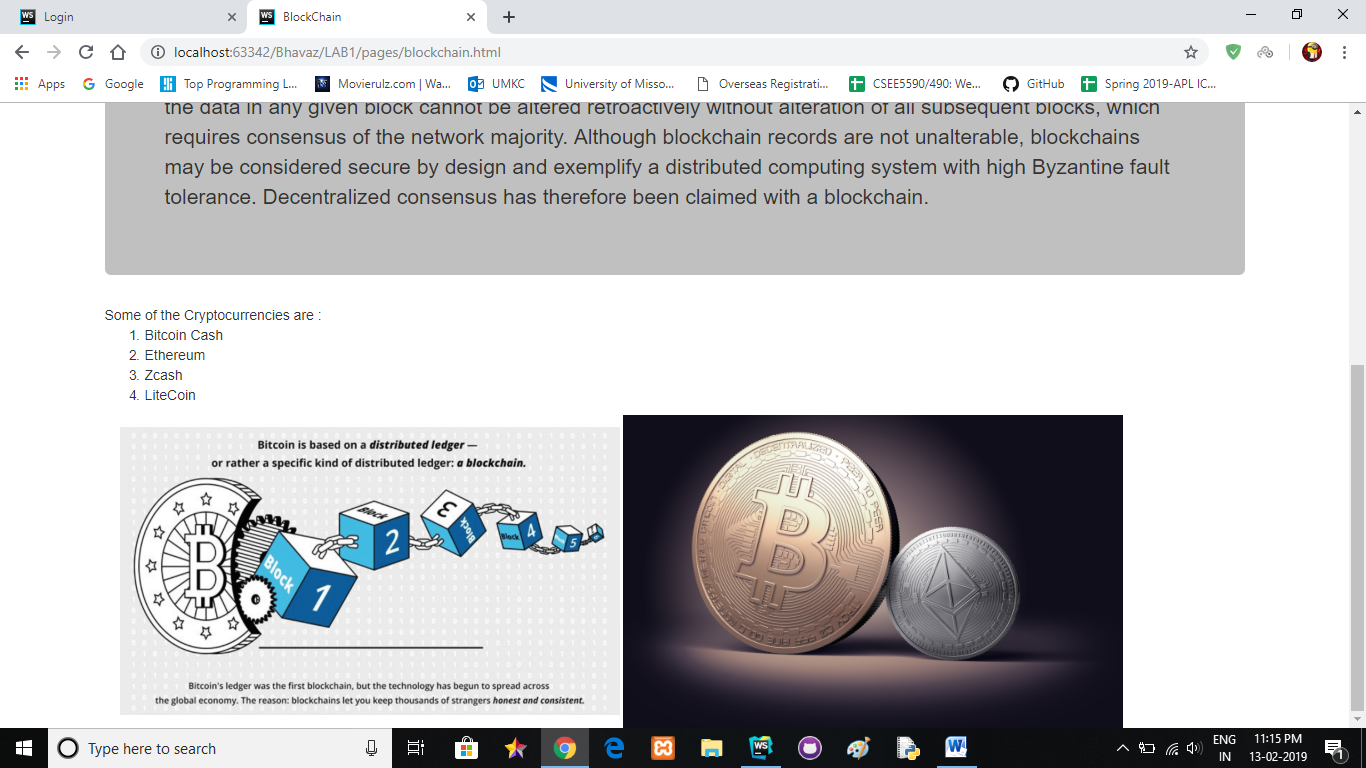 Login
BlockChain
localhost:63342/Bhavaz/LAB1/pages/blockchain.html
Apps Google Top Programming L... Movierulz.com | Wa... UMKC University of Misso... Overseas Registrati... CSEE5590/490: We... GitHub Spring 2019-APL IC...
the data in any given block cannot be altered retroactively without alteration of all subsequent blocks, which
requires consensus of the network majority. Although blockchain records are not unalterable, blockchains
may be considered secure by design and exemplify a distributed computing system with high Byzantine fault
tolerance. Decentralized consensus has therefore been claimed with a blockchain.
Some of the Cryptocurrencies are :
1. Bitcoin Cash
2. Ethereum
3. Zcash
4. LiteCoin
Bitcoin is based on a distributed ledger —
or rather a specific kind of distributed ledger: a blockchain.
Block 1
Block 2
Block 3
Block 4
5
Bitcoin's ledger was the first blockchain, but the technology has begun to spread across
the global economy. The reason: blockchains let you keep thousands of strangers honest and consistent.
DECENTRALIZED PEER TO PEER
Type here to search
ENG
IN
11:15 PM
13-02-2019
1